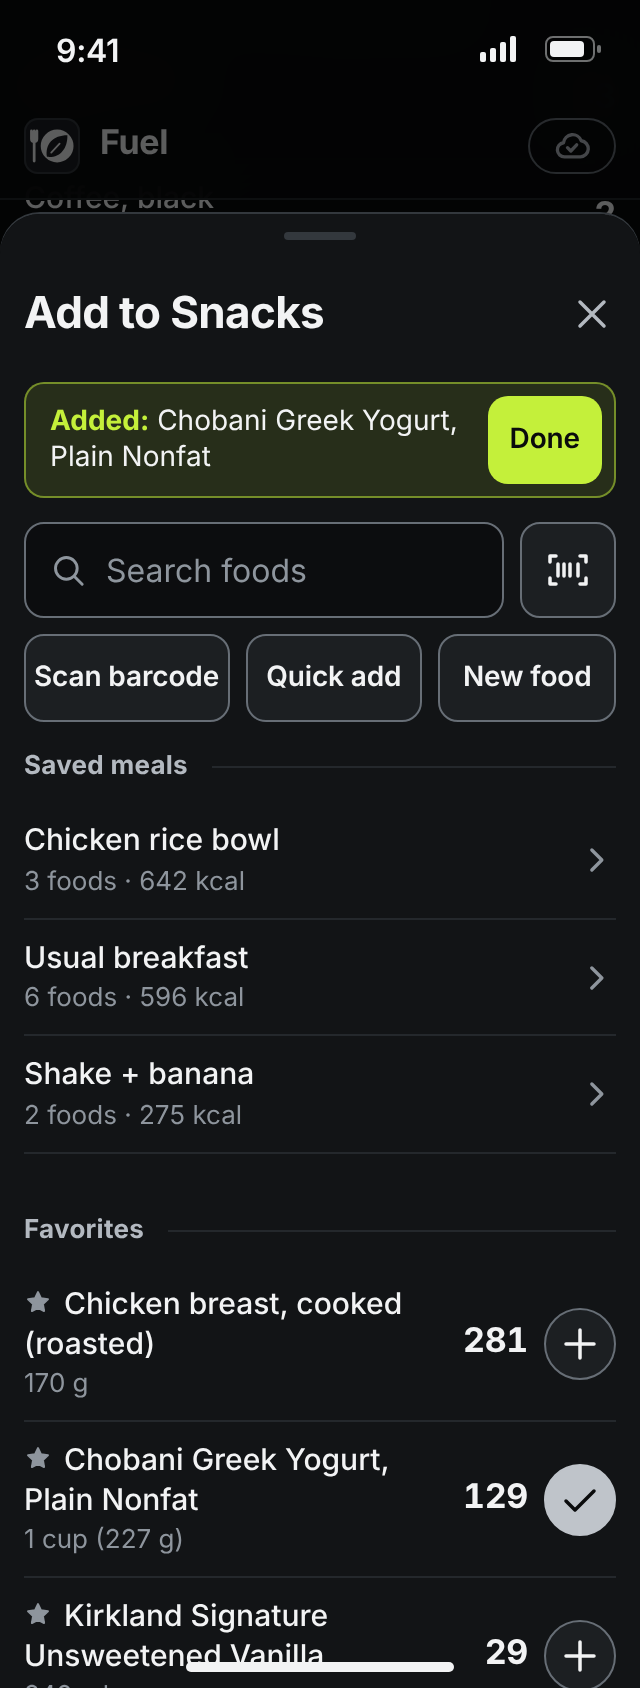 9:41
Fuel
Coffee, black
Add to Snacks
Added: Chobani Greek Yogurt,
Plain Nonfat
Done
Search foods
Scan barcode
Quick add
New food
Saved meals
Chicken rice bowl
3 foods · 642 kcal
Usual breakfast
6 foods · 596 kcal
Shake + banana
2 foods · 275 kcal
Favorites
Chicken breast, cooked
(roasted)
170 g
281
Chobani Greek Yogurt,
Plain Nonfat
1 cup (227 g)
129
Kirkland Signature
Unsweetened Vanilla
29